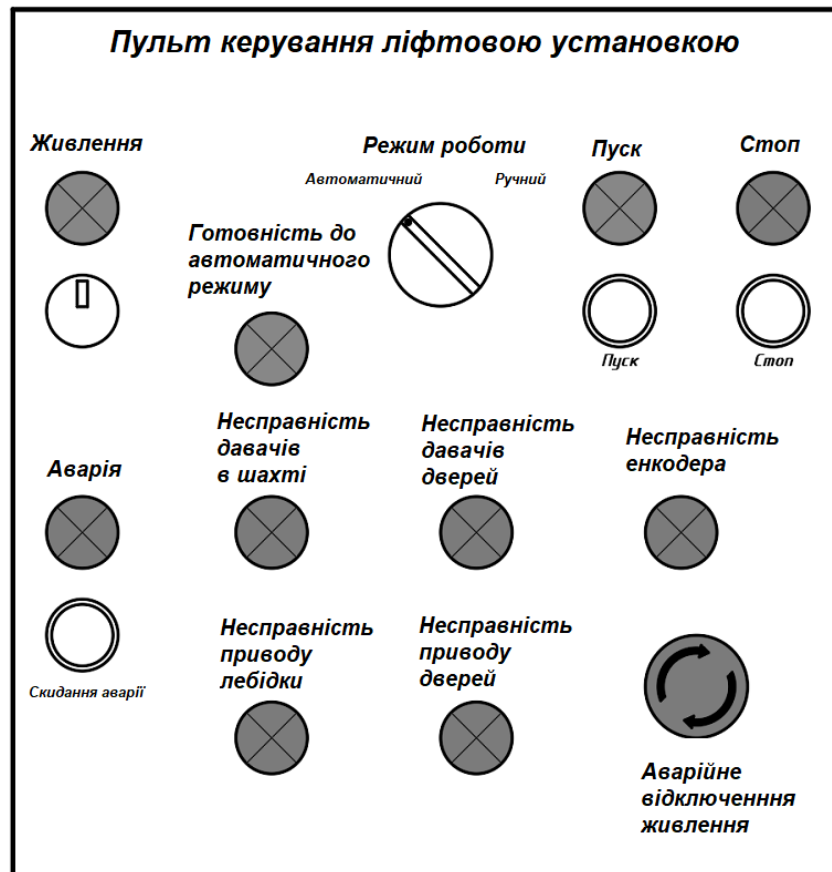 Пульт керування ліфтовою установкою
Живлення
Режим роботи
Автоматичний
Ручний
Пуск
Стоп
Готовність до
автоматичного
режиму
Пуск
Стоп
Аварія
Несправність
давачів
в шахті
Несправність
давачів
дверей
Несправність
енкодера
Скидання аварії
Несправність
приводу
лебідки
Несправність
приводу
дверей
Аварійне
відключенння
живлення